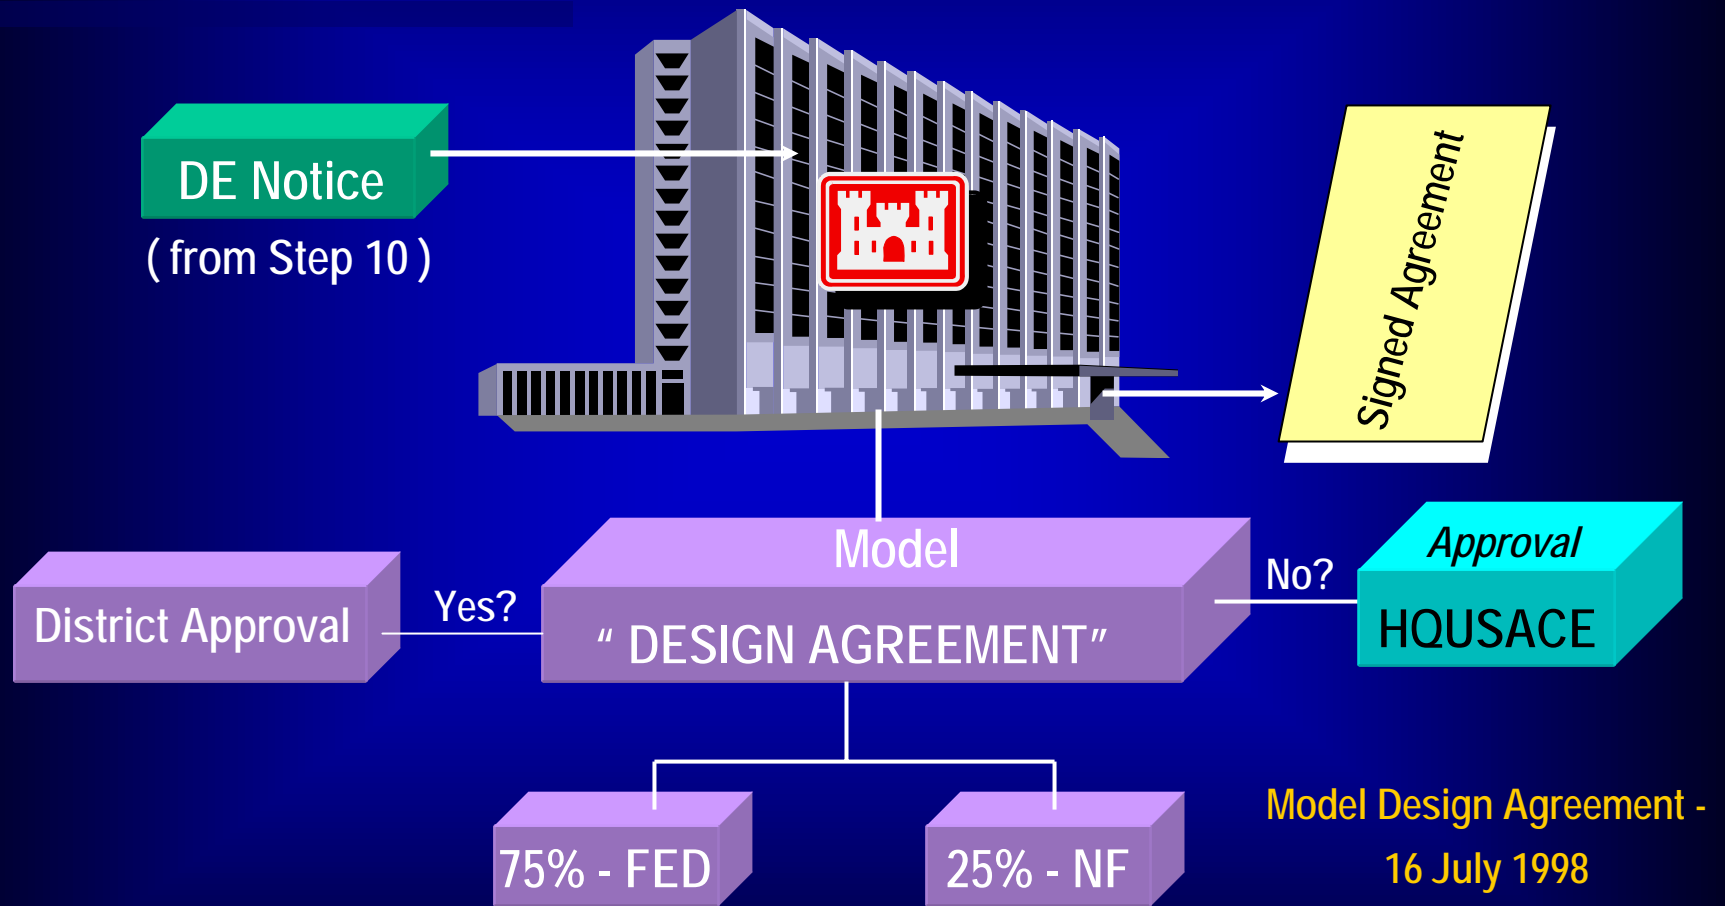 DE Notice
( from Step 10 )
Signed Agreement
Model
“ DESIGN AGREEMENT”
District Approval
Yes?
No?
Approval
HQUSACE
75% - FED
25% - NF
Model Design Agreement -
16 July 1998